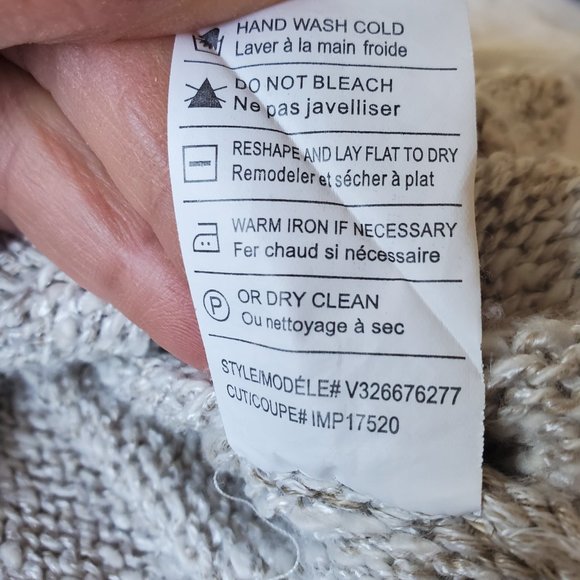 HAND WASH COLD
Laver à la main froide
DO NOT BLEACH
Ne pas javelliser
RESHAPE AND LAY FLAT TO DRY
Remodeler et sécher à plat
WARM IRON IF NECESSARY
Fer chaud si nécessaire
P
OR DRY CLEAN
Ou nettoyage à sec
STYLE/MODÉLE# V326676277
CUT/COUPE# IMP17520